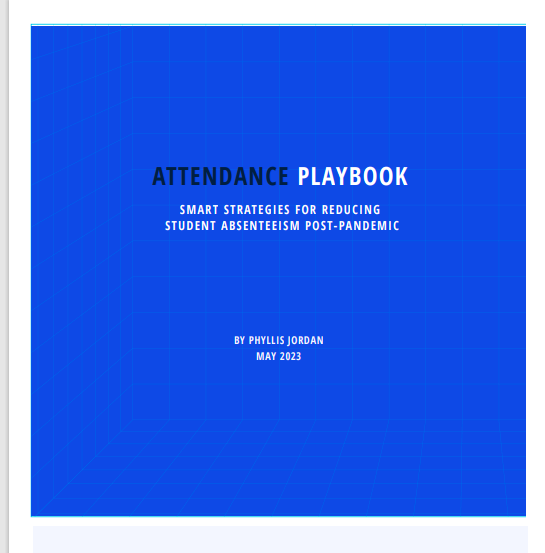 ATTENDANCE PLAYBOOK
SMART STRATEGIES FOR REDUCING
STUDENT ABSENTEEISM POST-PANDEMIC
BY PHYLLIS JORDAN
MAY 2023